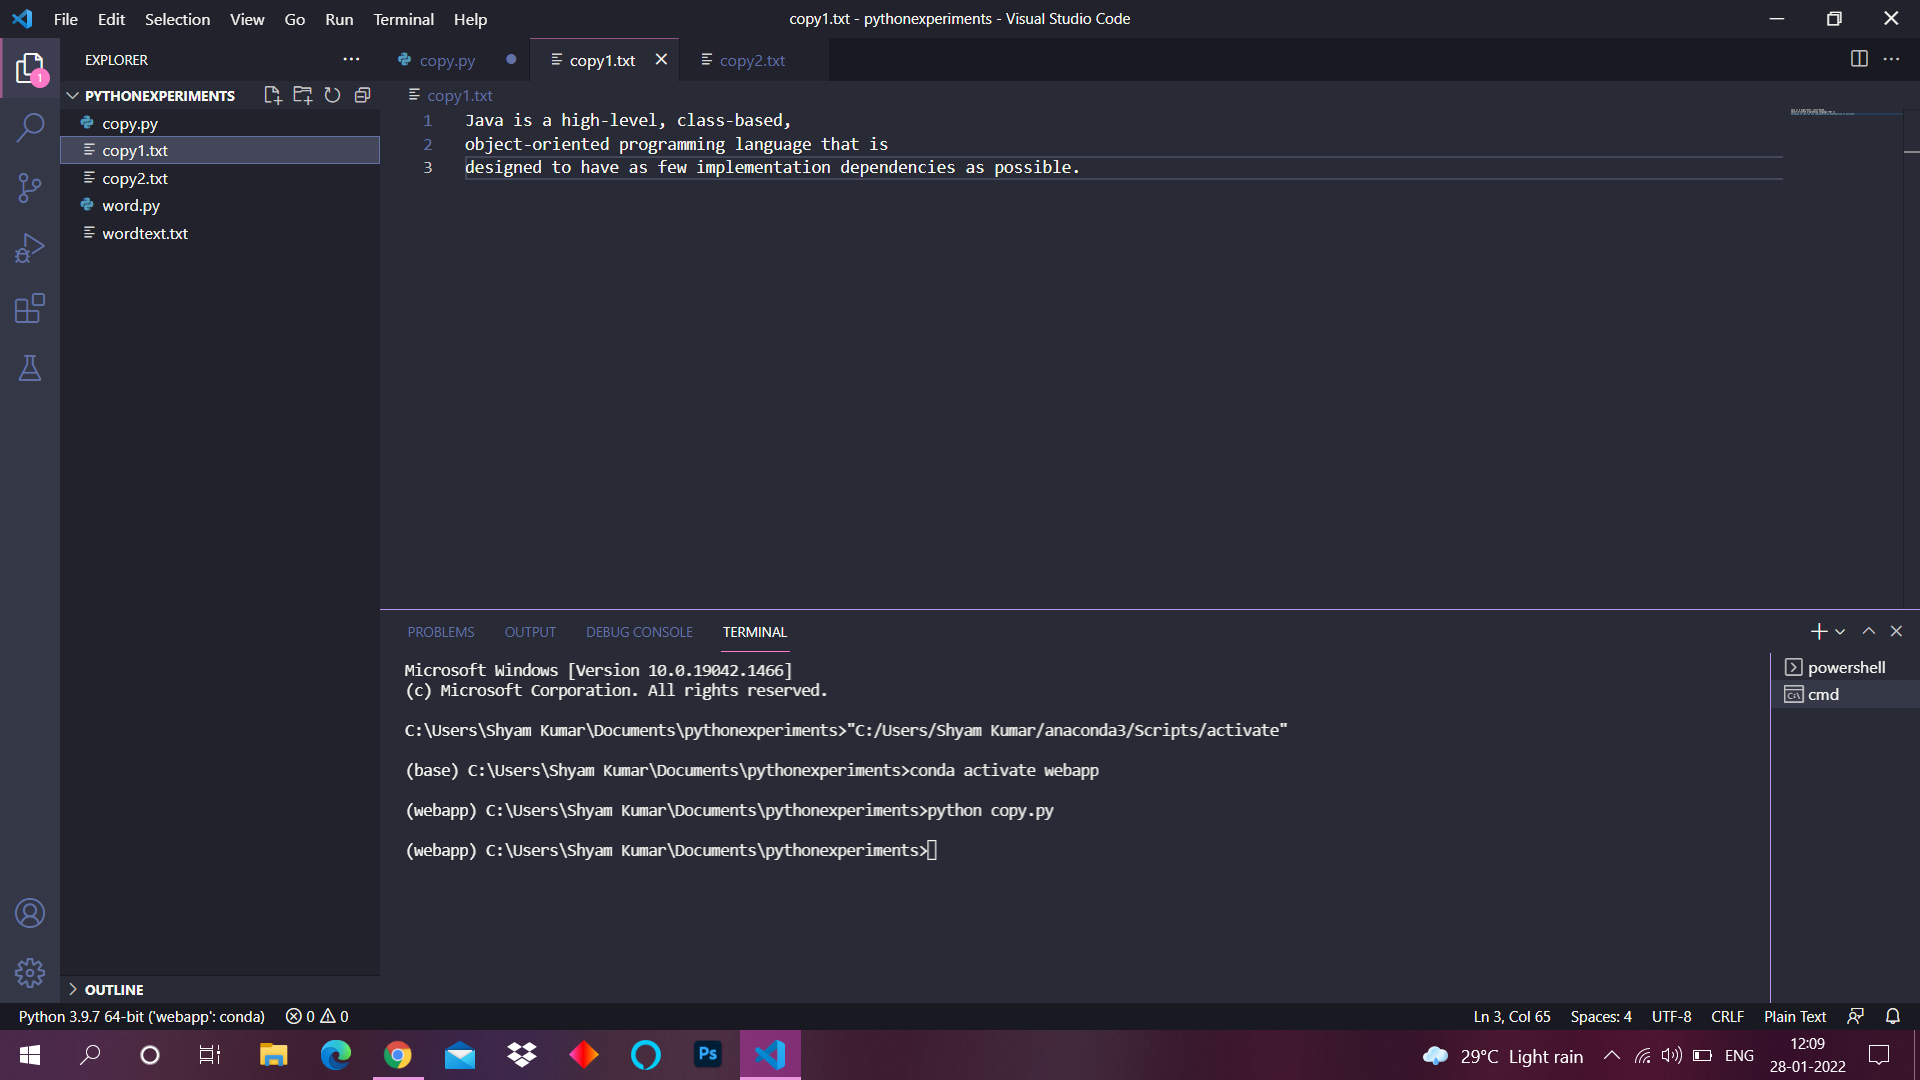 File Edit Selection View Go Run Terminal Help
copy1.txt - pythonexperiments - Visual Studio Code
1
EXPLORER
PYTHONEXPERIMENTS
copy.py
copy1.txt
copy2.txt
word.py
wordtext.txt
OUTLINE
copy.py copy1.txt copy2.txt
copy1.txt
1 Java is a high-level, class-based,
2 object-oriented programming language that is
3 designed to have as few implementation dependencies as possible.
PROBLEMS OUTPUT DEBUG CONSOLE TERMINAL
Microsoft Windows [Version 10.0.19042.1466]
(c) Microsoft Corporation. All rights reserved.
C:\Users\Shyam Kumar\Documents\pythonexperiments>"C:/Users/Shyam Kumar/anaconda3/Scripts/activate"
(base) C:\Users\Shyam Kumar\Documents\pythonexperiments>conda activate webapp
(webapp) C:\Users\Shyam Kumar\Documents\pythonexperiments>python copy.py
(webapp) C:\Users\Shyam Kumar\Documents\pythonexperiments>
powershell
cmd
Python 3.9.7 64-bit ('webapp': conda) 0 0
Ln 3, Col 65 Spaces: 4 UTF-8 CRLF Plain Text
Ps
29°C Light rain ENG
12:09
28-01-2022